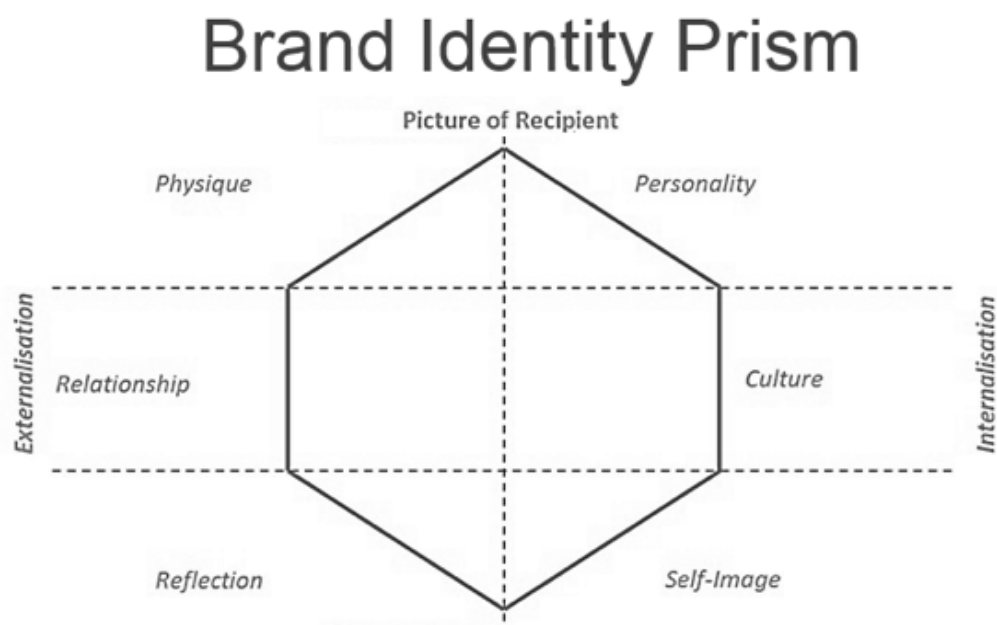 Brand Identity Prism
Picture of Recipient
Physique
Personality
Externalisation
Relationship
Culture
Internalisation
Reflection
Self-Image